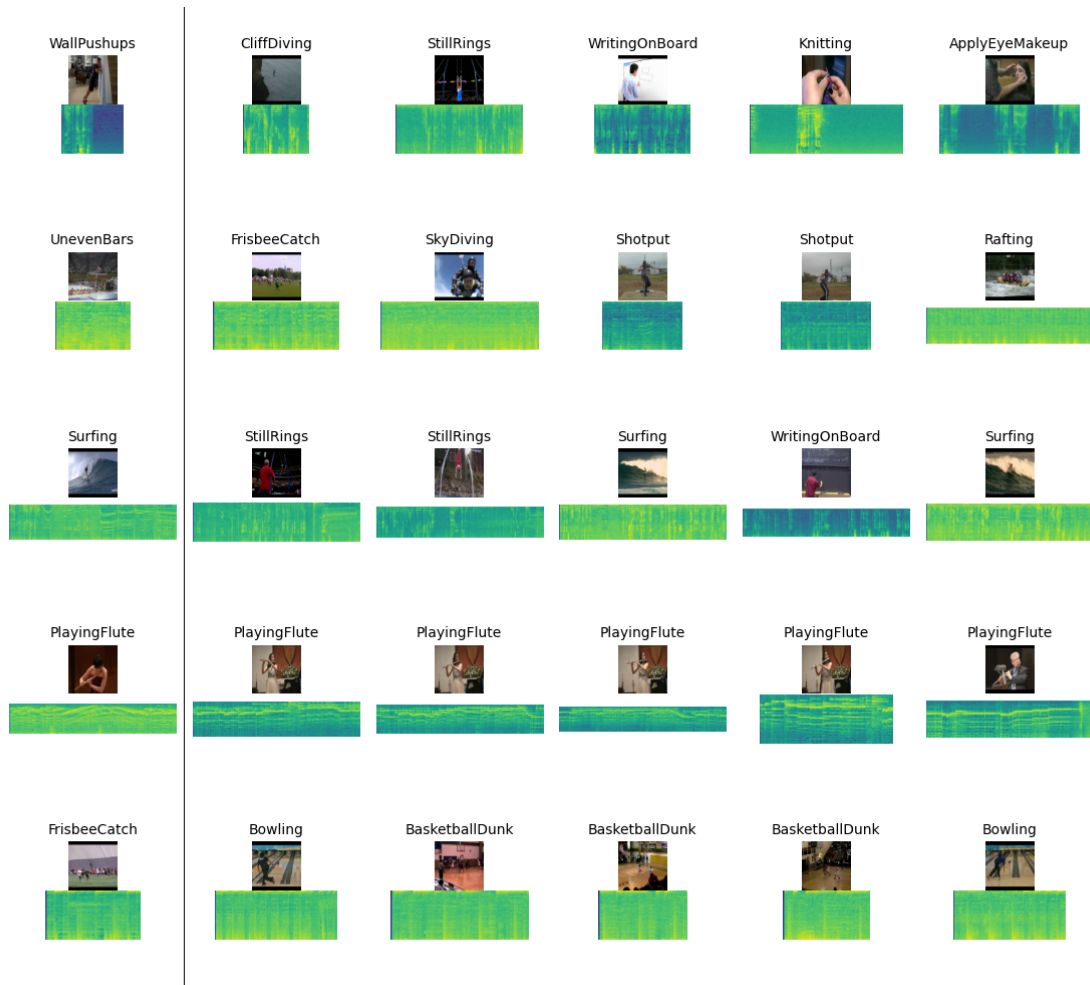 WallPushups CliffDiving StillRings WritingOnBoard Knitting ApplyEyeMakeup
UnevenBars FrisbeeCatch SkyDiving Shotput Shotput Rafting
Surfing StillRings StillRings Surfing WritingOnBoard Surfing
PlayingFlute PlayingFlute PlayingFlute PlayingFlute PlayingFlute PlayingFlute
FrisbeeCatch Bowling BasketballDunk BasketballDunk BasketballDunk Bowling